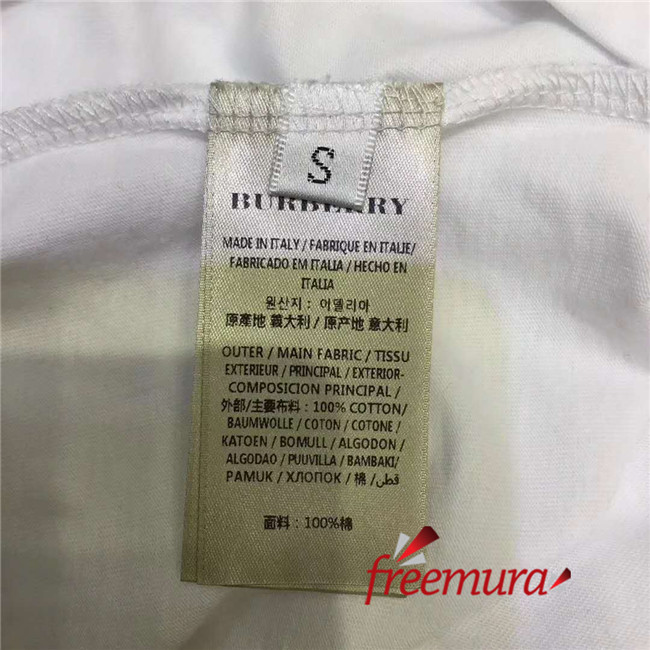 S
BURBERRY
MADE IN ITALY / FABRIQUE EN ITALIE/
FABRICADO EM ITALIA / HECHO EN
ITALIA
원산지 : 이델리아
原產地 義大利 / 原产地 意大利
OUTER / MAIN FABRIC / TISSU
EXTERIEUR / PRINCIPAL / EXTERIOR-
COMPOSICION PRINCIPAL /
外部/主要布料 : 100% COTTON/
BAUMWOLLE / COTON / COTONE /
KATOEN / BOMULL / ALGODON /
ALGODAO / PUUVILLA / BAMBAKI/
PAMUK / ХЛОПОК / 棉 / قطن/
面料 : 100%棉
freemura